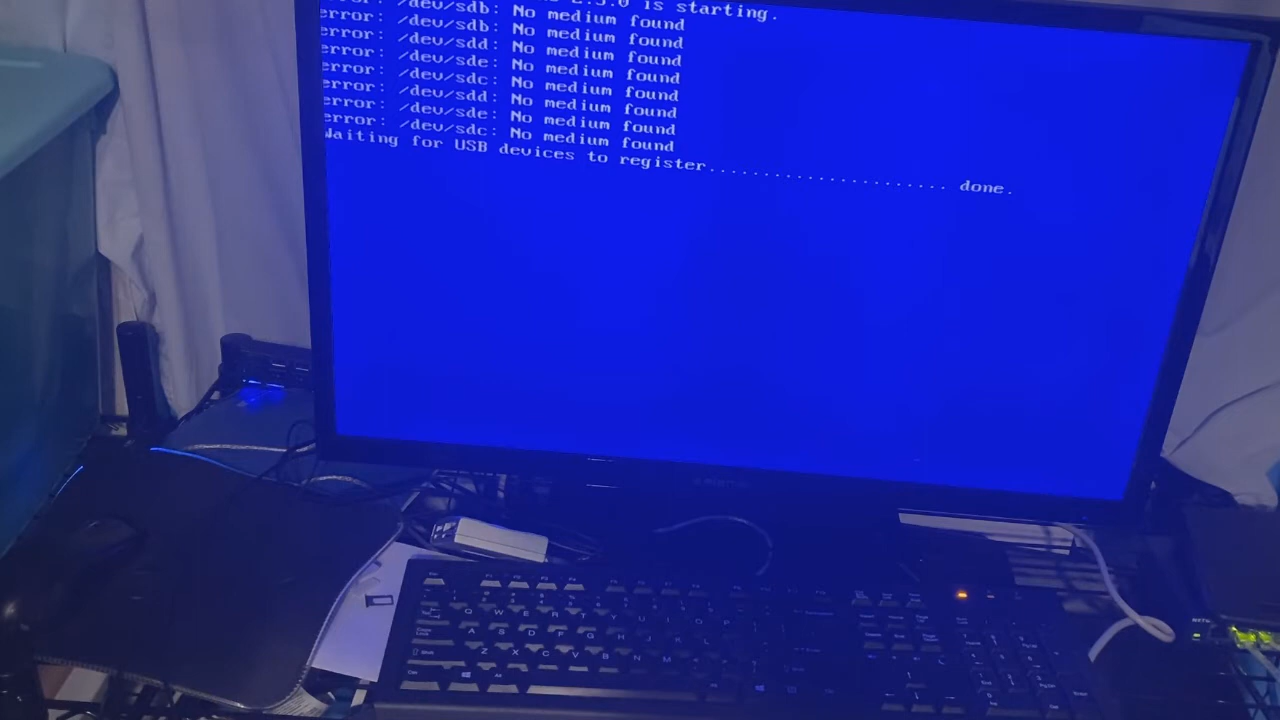 2.3.0 is starting.
error: /dev/sdb: No medium found
error: /dev/sdb: No medium found
error: /dev/sdd: No medium found
error: /dev/sde: No medium found
error: /dev/sdc: No medium found
error: /dev/sdd: No medium found
error: /dev/sde: No medium found
error: /dev/sdc: No medium found
Waiting for USB devices to register...................... done.
Q W E R T Y U I O P
A S D F G H J K L
Z X C V B N M